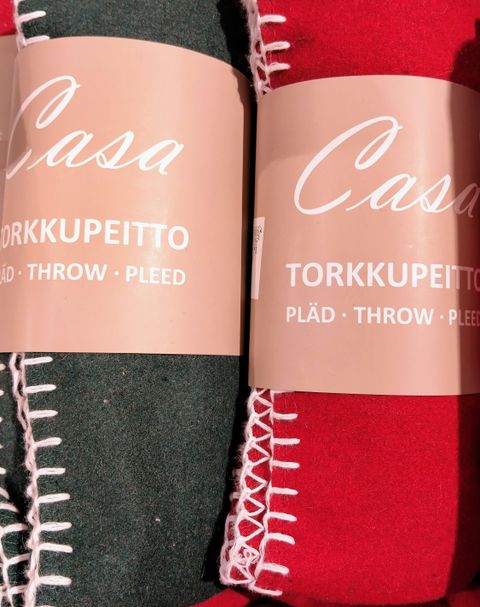 Casa
TORKKUPEITTO
PLÄD · THROW · PLEED
Casa
TORKKUPEITTO
PLÄD · THROW · PLEED